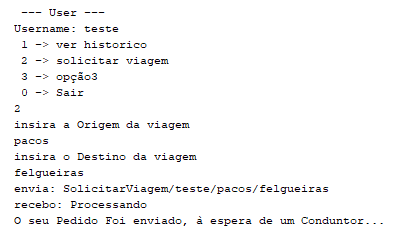 --- User ---
Username: teste
1 -> ver historico
2 -> solicitar viagem
3 -> opção3
0 -> Sair
2
insira a Origem da viagem
pacos
insira o Destino da viagem
felgueiras
envia: SolicitarViagem/teste/pacos/felgueiras
recebo: Processando
O seu Pedido Foi enviado, à espera de um Conduntor...